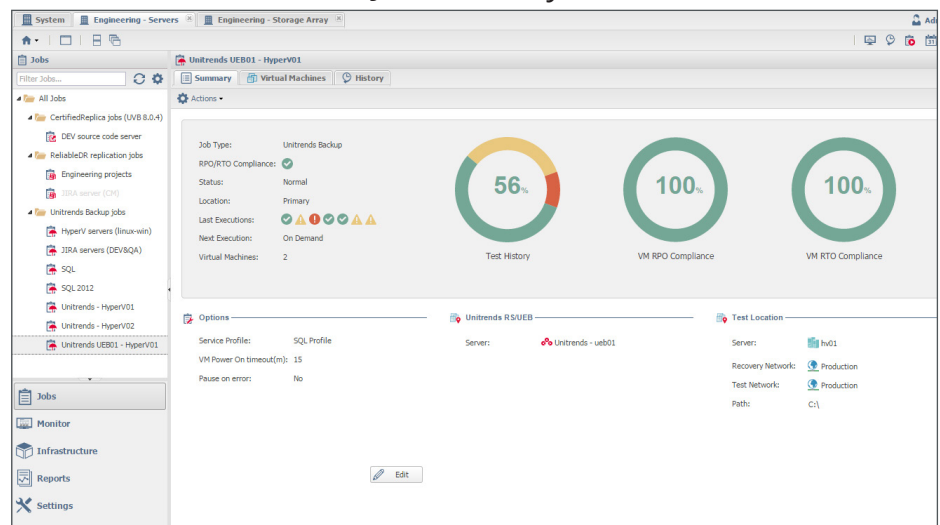 System Engineering - Servers Engineering - Storage Array
Jobs Unitrends UEB01 - HyperV01
Filter Jobs... Summary Virtual Machines History
All Jobs Actions
CertifiedReplica jobs (UVB 8.0.4)
DEV source code server
ReliableDR replication jobs
Engineering projects
JIRA server (CM)
Unitrends Backup jobs
HyperV servers (linux-win)
JIRA servers (DEV&QA)
SQL
SQL 2012
Unitrends - HyperV01
Unitrends - HyperV02
Unitrends UEB01 - HyperV01
Jobs
Monitor
Infrastructure
Reports
Settings
Job Type: Unitrends Backup
RPO/RTO Compliance:
Status: Normal
Location: Primary
Last Executions:
Next Execution: On Demand
Virtual Machines: 2
56% 100% 100%
Test History VM RPO Compliance VM RTO Compliance
Options Unitrends RS/UEB Test Location
Service Profile: SQL Profile Server: Unitrends - ueb01 Server: hv01
VM Power On timeout(m): 15 Recovery Network: Production
Pause on error: No Test Network: Production
Path: C:\
Edit